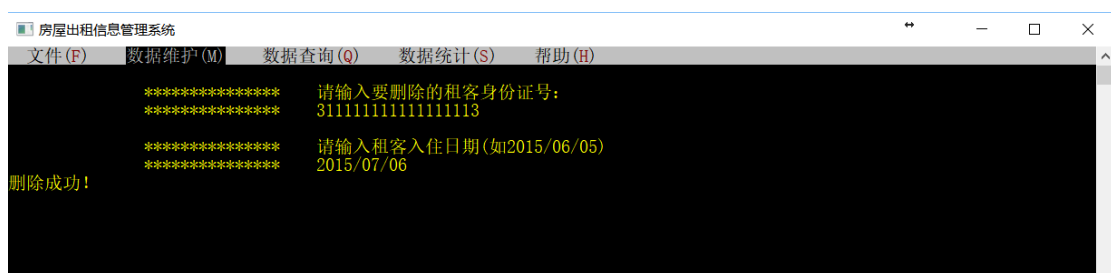 房屋出租信息管理系统
文件(F) 数据维护(M) 数据查询(Q) 数据统计(S) 帮助(H)
*************** 请输入要删除的租客身份证号:
*************** 311111111111111113
*************** 请输入租客入住日期(如2015/06/05)
*************** 2015/07/06
删除成功!